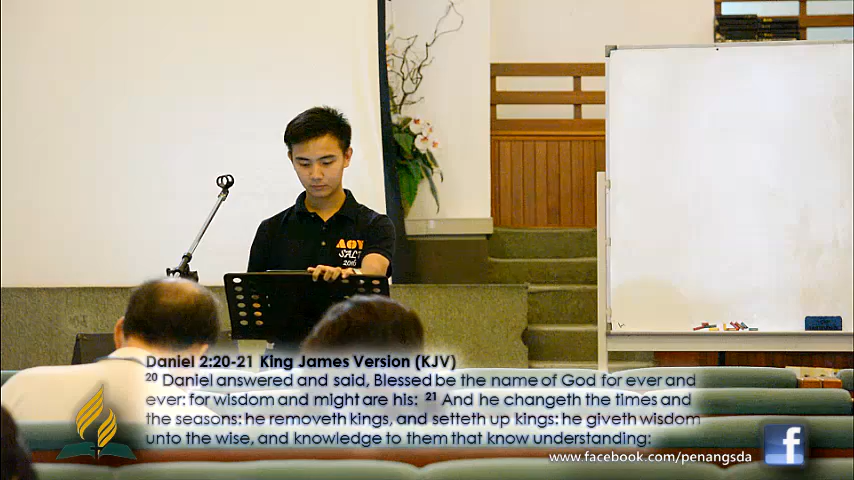 AOY
SALT
2016
Daniel 2:20-21 King James Version (KJV)
20 Daniel answered and said, Blessed be the name of God for ever and
ever: for wisdom and might are his: 21 And he changeth the times and
the seasons: he removeth kings, and setteth up kings: he giveth wisdom
unto the wise, and knowledge to them that know understanding:
www.facebook.com/penangsda
f